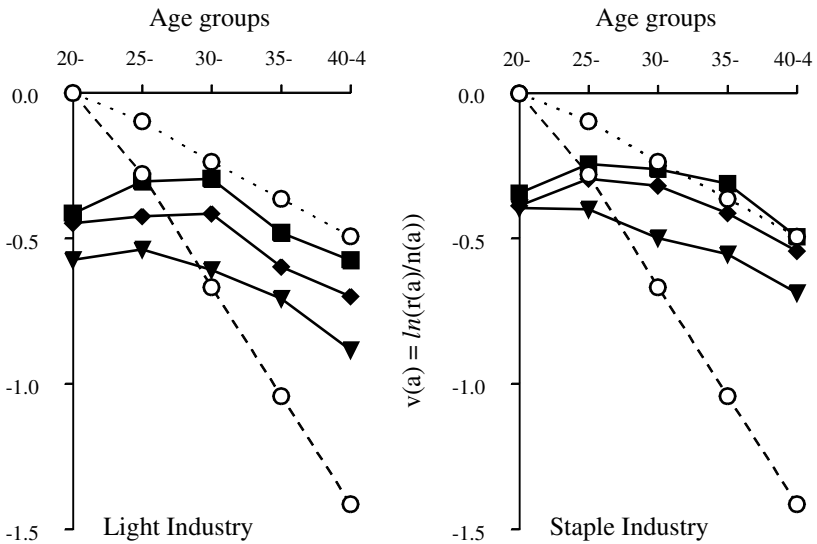 Age groups
20- 25- 30- 35- 40-4
0.0
-0.5
-1.0
-1.5
Light Industry
Age groups
20- 25- 30- 35- 40-4
0.0
-0.5
-1.0
-1.5
v(a) = ln(r(a)/n(a))
Staple Industry